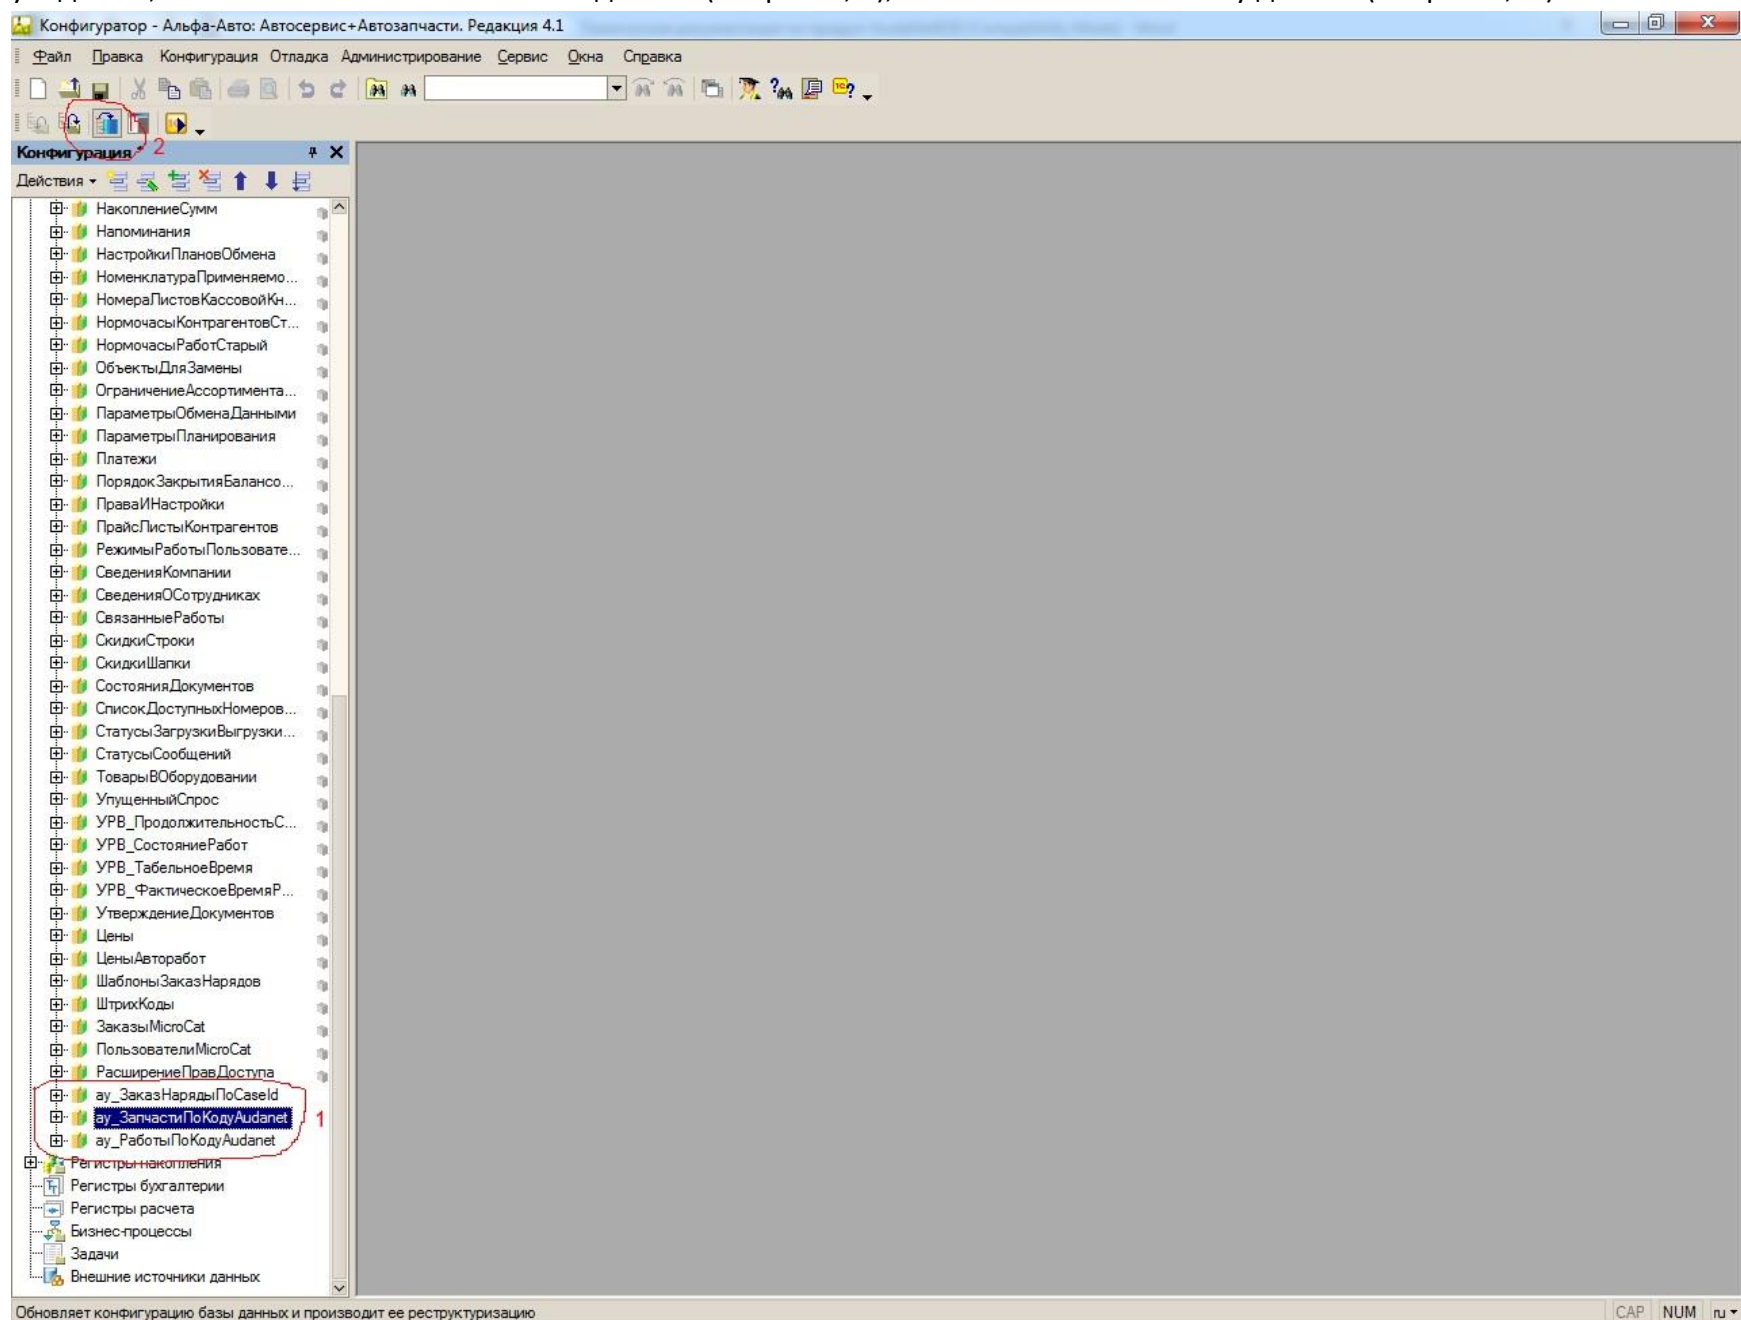 Конфигуратор - Альфа-Авто: Автосервис+Автозапчасти. Редакция 4.1
Файл Правка Конфигурация Отладка Администрирование Сервис Окна Справка
2
Конфигурация *
Действия
НакоплениеСумм
Напоминания
НастройкиПлановОбмена
НоменклатураПрименяемо...
НомераЛистовКассовойКн...
НормочасыКонтрагентовСт...
НормочасыРаботСтарый
ОбъектыДляЗамены
ОграничениеАссортимента...
ПараметрыОбменаДанными
ПараметрыПланирования
Платежи
ПорядокЗакрытияБалансо...
ПраваИНастройки
ПрайсЛистыКонтрагентов
РежимыРаботыПользовате...
СведенияКомпании
СведенияОСотрудниках
СвязанныеРаботы
СкидкиСтроки
СкидкиШапки
СостоянияДокументов
СписокДоступныхНомеров...
СтатусыЗагрузкиВыгрузки...
СтатусыСообщений
ТоварыВОборудовании
УпущенныйСпрос
УРВ_ПродолжительностьС...
УРВ_СостояниеРабот
УРВ_ТабельноеВремя
УРВ_ФактическоеВремяР...
УтверждениеДокументов
Цены
ЦеныАвторабот
ШаблоныЗаказНарядов
ШтрихКоды
ЗаказыMicroCat
ПользователиMicroCat
РасширениеПравДоступа
ау_ЗаказНарядыПоCaseId
ау_ЗапчастиПоКодуAudanet 1
ау_РаботыПоКодуAudanet
Регистры накопления
Регистры бухгалтерии
Регистры расчета
Бизнес-процессы
Задачи
Внешние источники данных
Обновляет конфигурацию базы данных и производит ее реструктуризацию CAP NUM ru